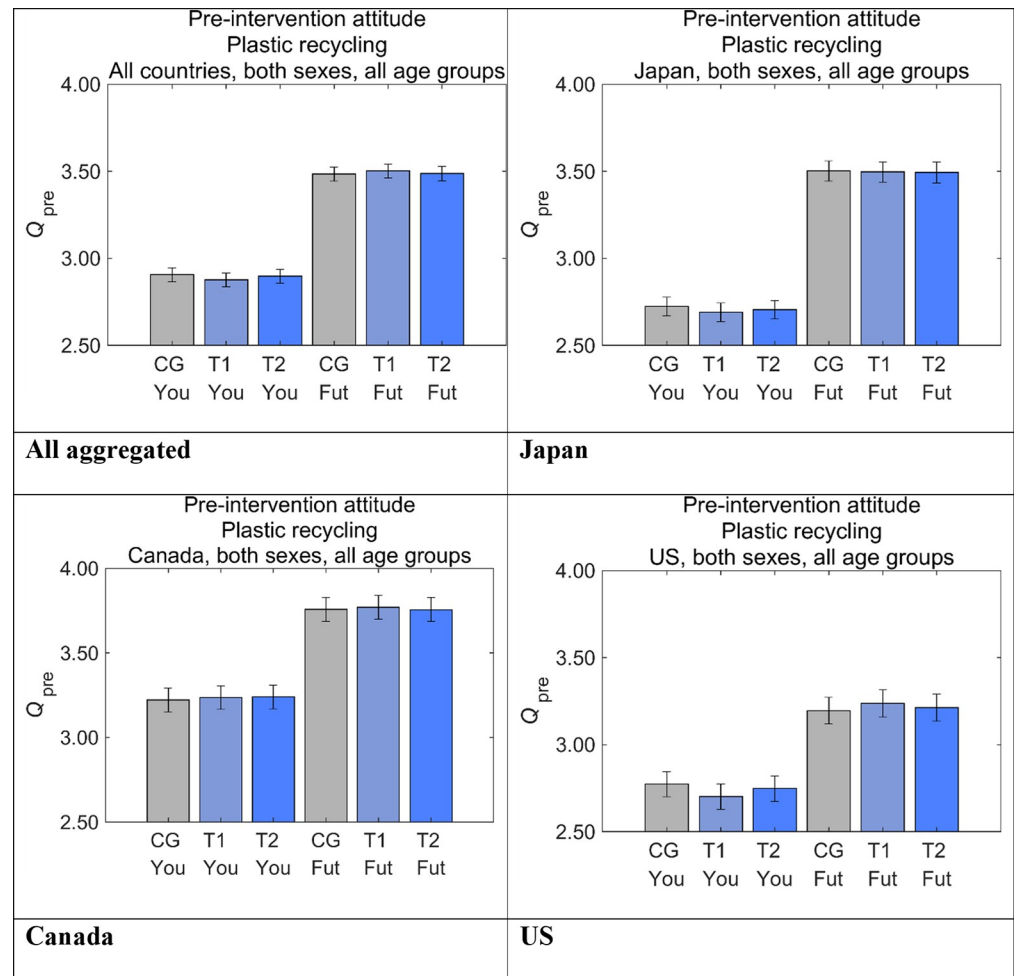 Pre-intervention attitude
Plastic recycling
All countries, both sexes, all age groups
4.00
3.50
3.00
2.50
Q pre
CG T1 T2 CG T1 T2
You You You Fut Fut Fut
All aggregated
Pre-intervention attitude
Plastic recycling
Japan, both sexes, all age groups
4.00
3.50
3.00
2.50
Q pre
CG T1 T2 CG T1 T2
You You You Fut Fut Fut
Japan
Pre-intervention attitude
Plastic recycling
Canada, both sexes, all age groups
4.00
3.50
3.00
2.50
Q pre
CG T1 T2 CG T1 T2
You You You Fut Fut Fut
Canada
Pre-intervention attitude
Plastic recycling
US, both sexes, all age groups
4.00
3.50
3.00
2.50
Q pre
CG T1 T2 CG T1 T2
You You You Fut Fut Fut
US